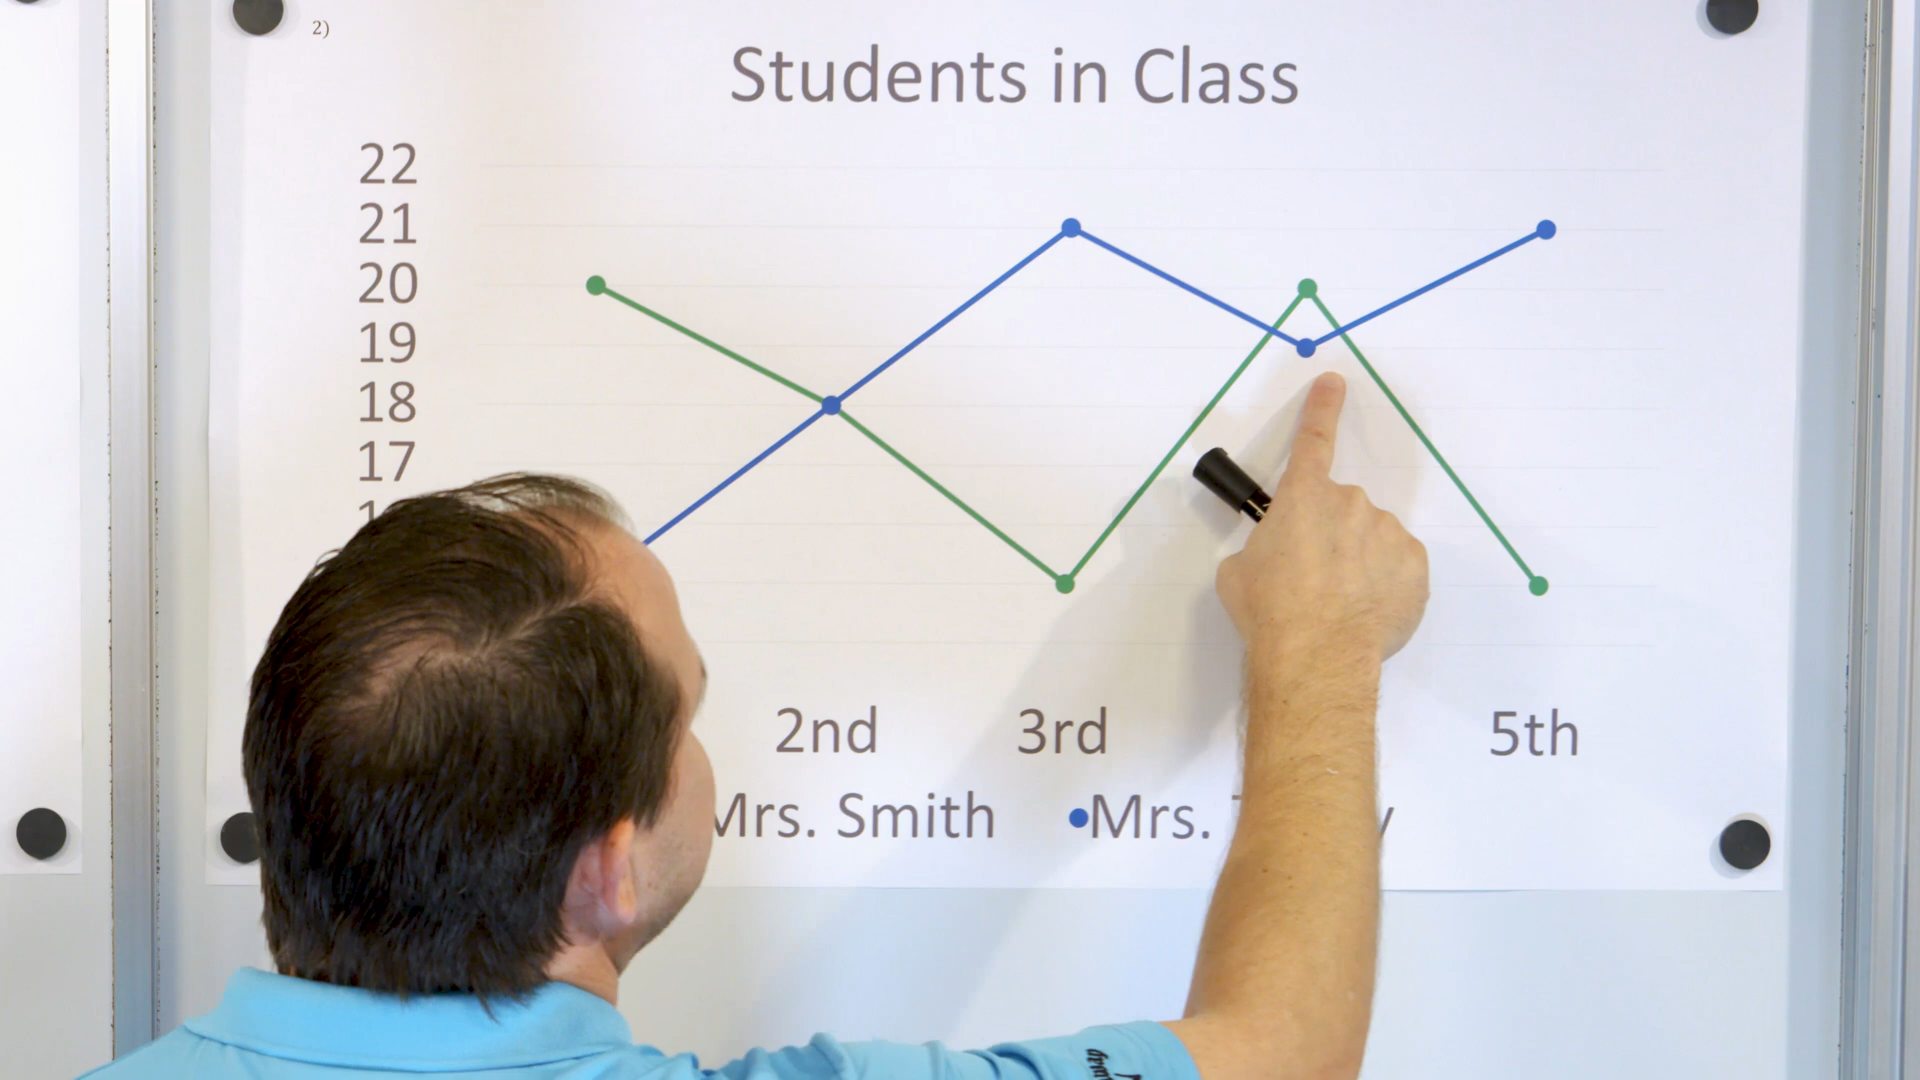 2)
Students in Class
22
21
20
19
18
17
2nd 3rd 5th
Mrs. Smith Mrs.